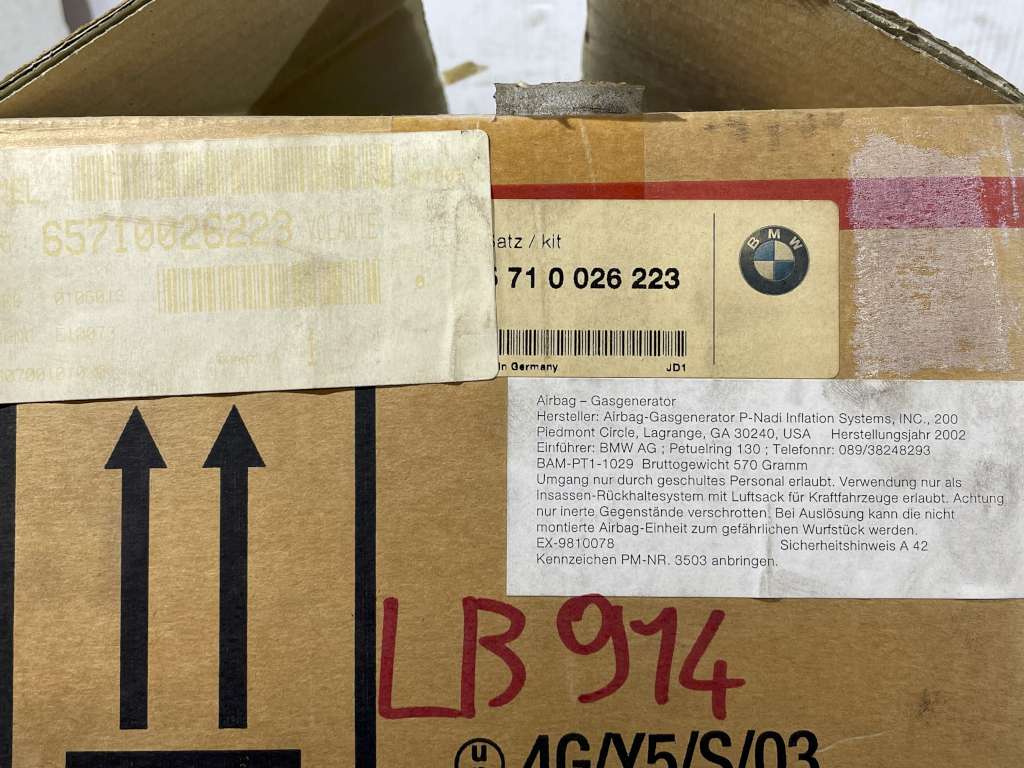 65710026223
0106019
satz / kit
71 0 026 223
BMW
in Germany
JD1
Airbag – Gasgenerator
Hersteller: Airbag-Gasgenerator P-Nadi Inflation Systems, INC., 200
Piedmont Circle, Lagrange, GA 30240, USA Herstellungsjahr 2002
Einführer: BMW AG ; Petuelring 130 ; Telefonnr: 089/38248293
BAM-PT1-1029 Bruttogewicht 570 Gramm
Umgang nur durch geschultes Personal erlaubt. Verwendung nur als
Insassen-Rückhaltesystem mit Luftsack für Kraftfahrzeuge erlaubt. Achtung
nur inerte Gegenstände verschrotten. Bei Auslösung kann die nicht
montierte Airbag-Einheit zum gefährlichen Wurfstück werden.
EX-9810078 Sicherheitshinweis A 42
Kennzeichen PM-NR. 3503 anbringen.
LB 914
4G/Y5/S/03